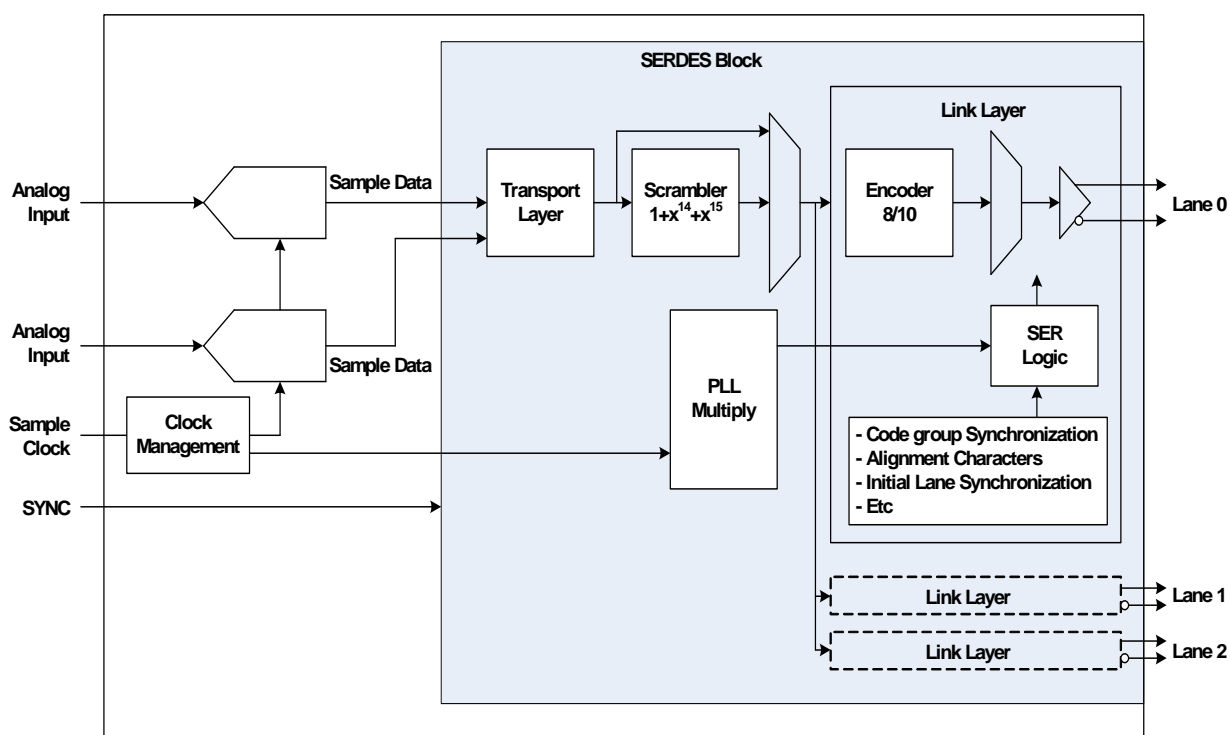 SERDES Block
Link Layer
Analog
Input
Sample Data
Transport
Layer
Scrambler
1+x¹⁴+x¹⁵
Encoder
8/10
Lane 0
Analog
Input
Sample Data
PLL
Multiply
SER
Logic
Sample
Clock
Clock
Management
- Code group Synchronization
- Alignment Characters
- Initial Lane Synchronization
- Etc
SYNC
Link Layer
Lane 1
Link Layer
Lane 2